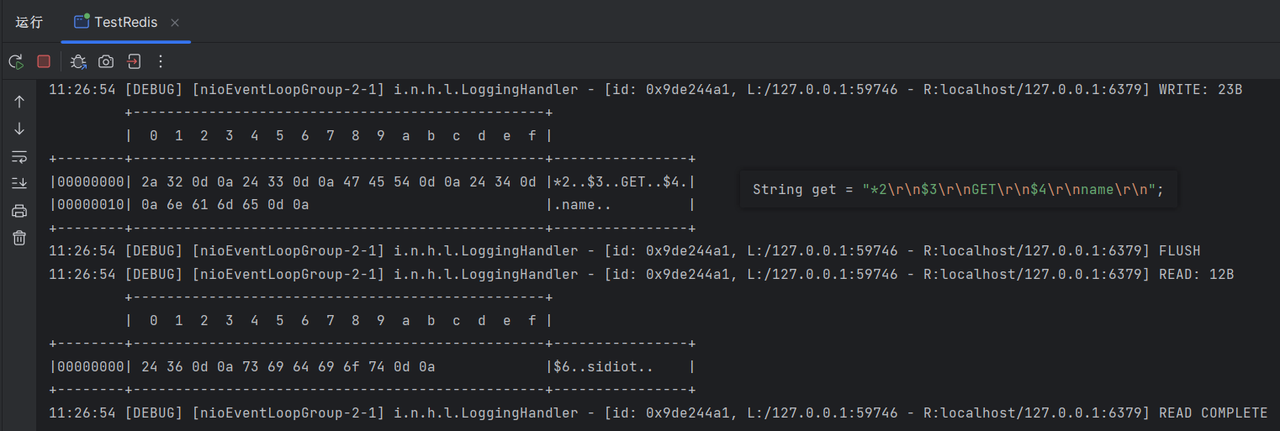 运行 TestRedis ×
11:26:54 [DEBUG] [nioEventLoopGroup-2-1] i.n.h.l.LoggingHandler - [id: 0x9de244a1, L:/127.0.0.1:59746 - R:localhost/127.0.0.1:6379] WRITE: 23B
         +-------------------------------------------------+
         |  0  1  2  3  4  5  6  7  8  9  a  b  c  d  e  f |
+--------+-------------------------------------------------+----------------+
|00000000| 2a 32 0d 0a 24 33 0d 0a 47 45 54 0d 0a 24 34 0d |*2..$3..GET..$4.|
String get = "*2\r\n$3\r\nGET\r\n$4\r\nname\r\n";
|00000010| 0a 6e 61 6d 65 0d 0a                            |.name..         |
+--------+-------------------------------------------------+----------------+
11:26:54 [DEBUG] [nioEventLoopGroup-2-1] i.n.h.l.LoggingHandler - [id: 0x9de244a1, L:/127.0.0.1:59746 - R:localhost/127.0.0.1:6379] FLUSH
11:26:54 [DEBUG] [nioEventLoopGroup-2-1] i.n.h.l.LoggingHandler - [id: 0x9de244a1, L:/127.0.0.1:59746 - R:localhost/127.0.0.1:6379] READ: 12B
         +-------------------------------------------------+
         |  0  1  2  3  4  5  6  7  8  9  a  b  c  d  e  f |
+--------+-------------------------------------------------+----------------+
|00000000| 24 36 0d 0a 73 69 64 69 6f 74 0d 0a             |$6..sidiot..    |
+--------+-------------------------------------------------+----------------+
11:26:54 [DEBUG] [nioEventLoopGroup-2-1] i.n.h.l.LoggingHandler - [id: 0x9de244a1, L:/127.0.0.1:59746 - R:localhost/127.0.0.1:6379] READ COMPLETE